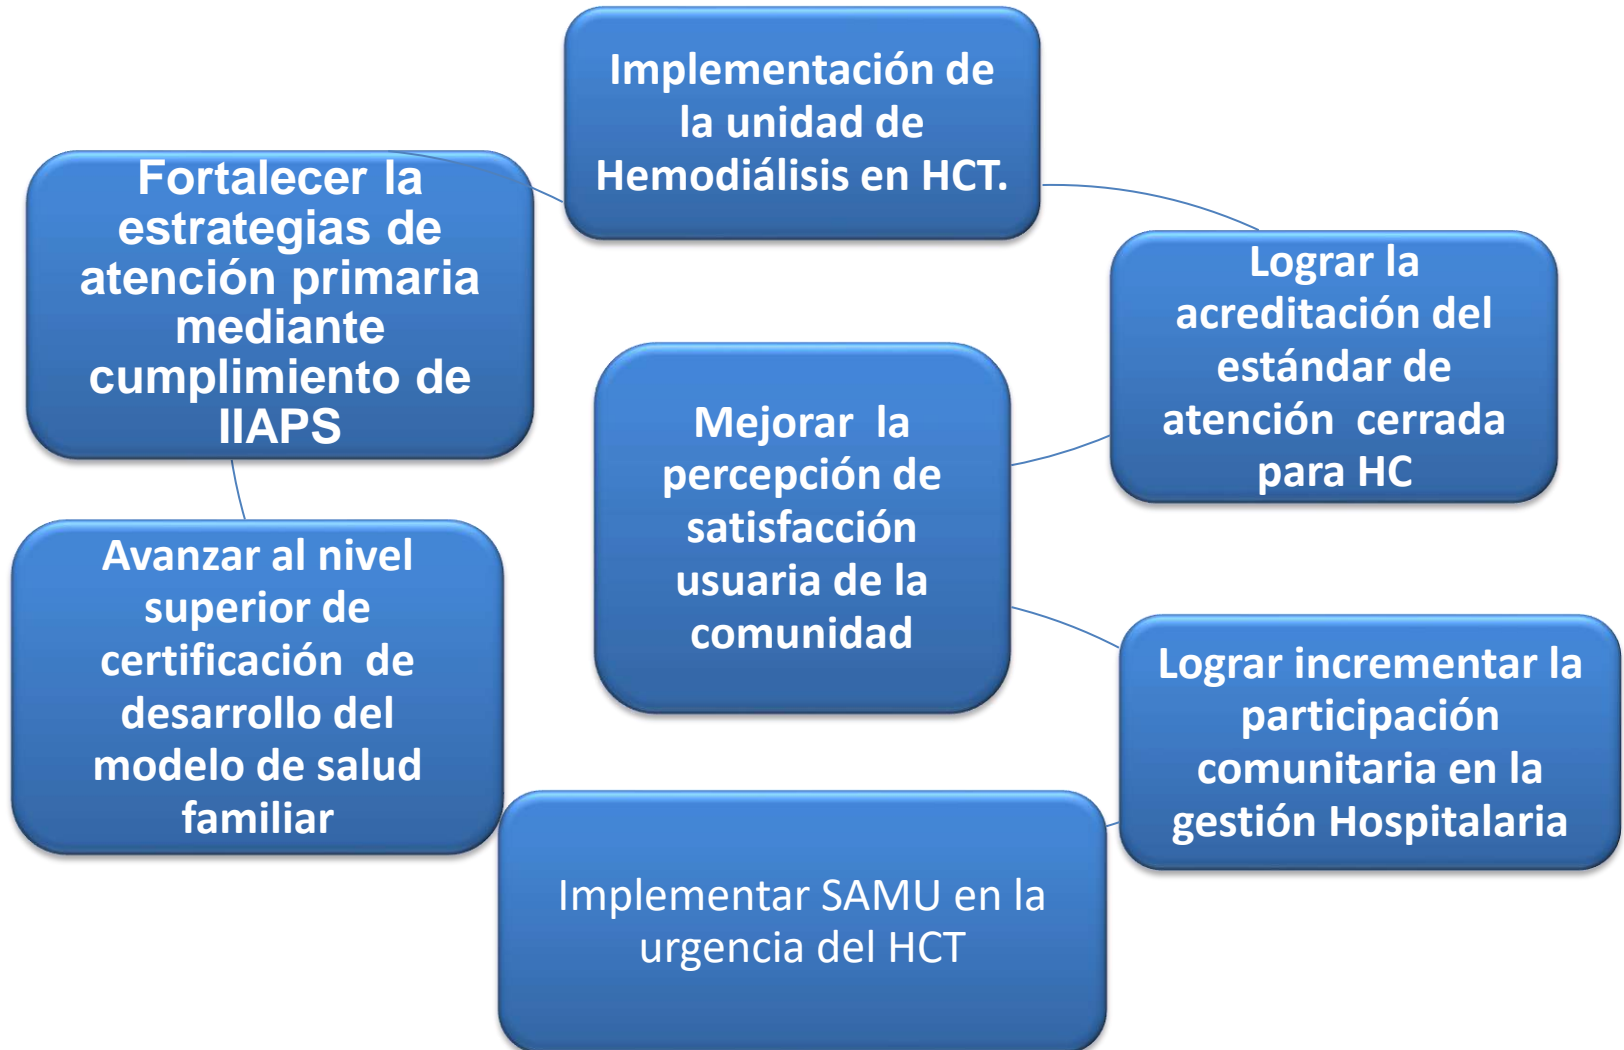 Implementación de
la unidad de
Hemodiálisis en HCT.
Fortalecer la
estrategias de
atención primaria
mediante
cumplimiento de
IIAPS
Lograr la
acreditación del
estándar de
atención cerrada
para HC
Mejorar la
percepción de
satisfacción
usuaria de la
comunidad
Avanzar al nivel
superior de
certificación de
desarrollo del
modelo de salud
familiar
Lograr incrementar la
participación
comunitaria en la
gestión Hospitalaria
Implementar SAMU en la
urgencia del HCT